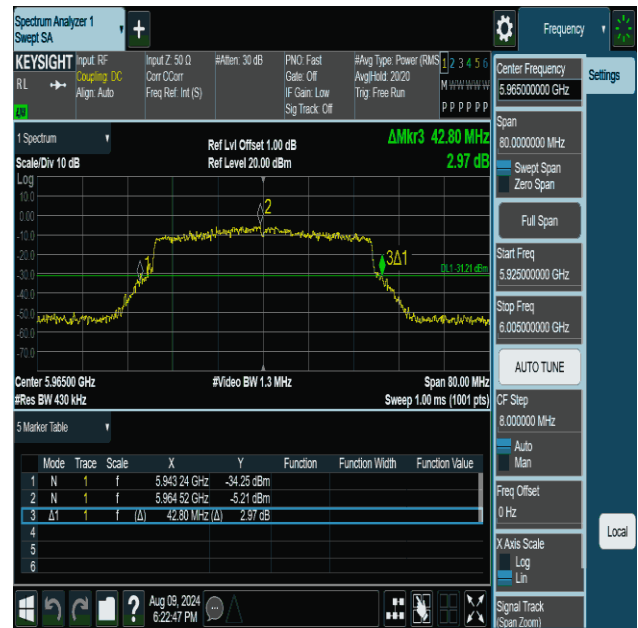 Spectrum Analyzer 1
Swept SA
+
Frequency
KEYSIGHT Input: RF Input Z: 50 Ω #Atten: 30 dB PNO: Fast #Avg Type: Power (RMS 1 2 3 4 5 6
RL Coupling: DC Corr CCorr Gate: Off Avg|Hold: 20/20 M W W W W W
Align: Auto Freq Ref: Int (S) IF Gain: Low Trig: Free Run
Sig Track: Off P P P P P P
1 Spectrum
Ref Lvl Offset 1.00 dB ΔMkr3 42.80 MHz
Scale/Div 10 dB Ref Level 20.00 dBm 2.97 dB
Log
10.0
0.00
-10.0
-20.0
-30.0
-40.0
-50.0
-60.0
-70.0
1
2
3Δ1
DL1 -31.21 dBm
Center 5.96500 GHz #Video BW 1.3 MHz Span 80.00 MHz
#Res BW 430 kHz Sweep 1.00 ms (1001 pts)
5 Marker Table
Mode Trace Scale X Y Function Function Width Function Value
1 N 1 f 5.943 24 GHz -34.25 dBm
2 N 1 f 5.964 52 GHz -5.21 dBm
3 Δ1 1 f (Δ) 42.80 MHz (Δ) 2.97 dB
4
5
6
Aug 09, 2024
6:22:47 PM
?
Center Frequency
5.965000000 GHz
Settings
Span
80.0000000 MHz
Swept Span
Zero Span
Full Span
Start Freq
5.925000000 GHz
Stop Freq
6.005000000 GHz
AUTO TUNE
CF Step
8.000000 MHz
Auto
Man
Freq Offset
0 Hz
Local
X Axis Scale
Log
Lin
Signal Track
(Span Zoom)